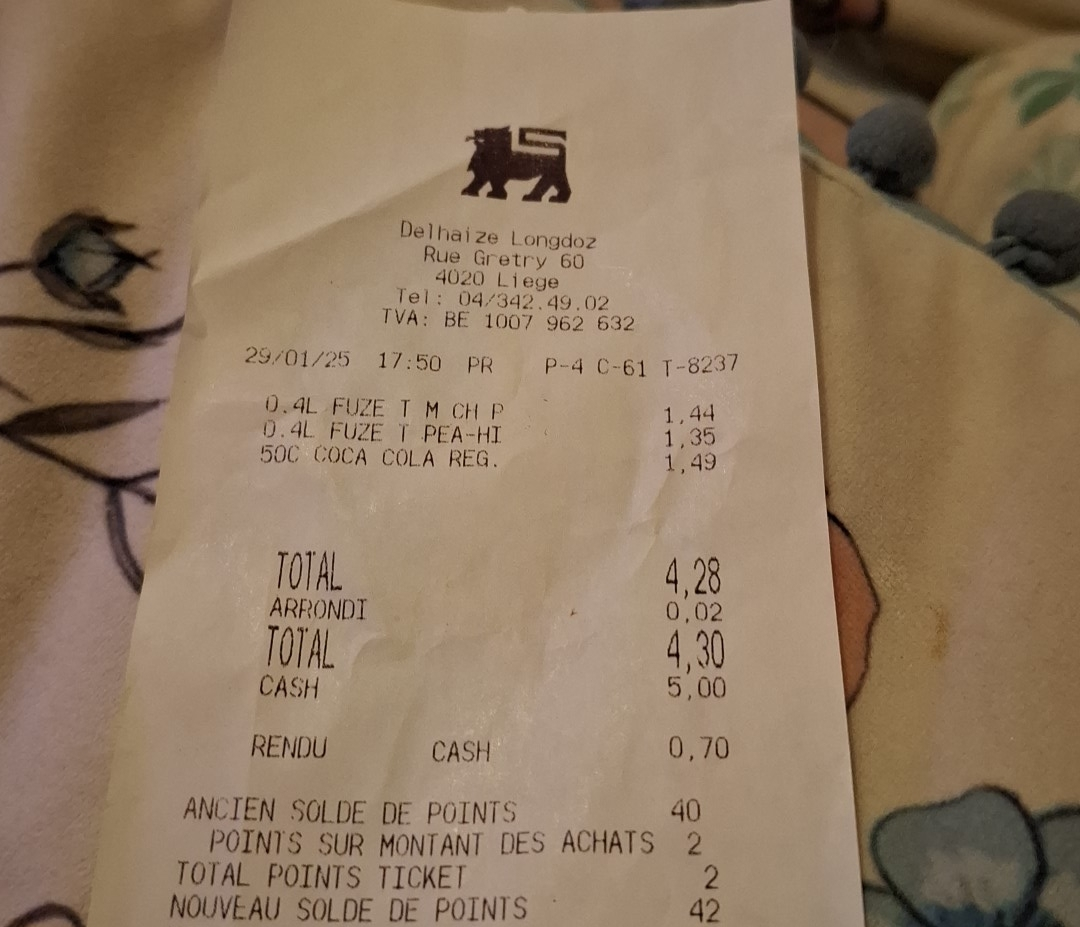 Delhaize Longdoz
Rue Gretry 60
4020 Liege
Tel: 04/342.49.02
TVA: BE 1007 962 632
29/01/25 17:50 PR P-4 C-61 T-8237
0.4L FUZE T M CH P 1,44
0.4L FUZE T PEA-HI 1,35
50C COCA COLA REG. 1,49
TOTAL 4,28
ARRONDI 0,02
TOTAL 4,30
CASH 5,00
RENDU CASH 0,70
ANCIEN SOLDE DE POINTS 40
POINTS SUR MONTANT DES ACHATS 2
TOTAL POINTS TICKET 2
NOUVEAU SOLDE DE POINTS 42